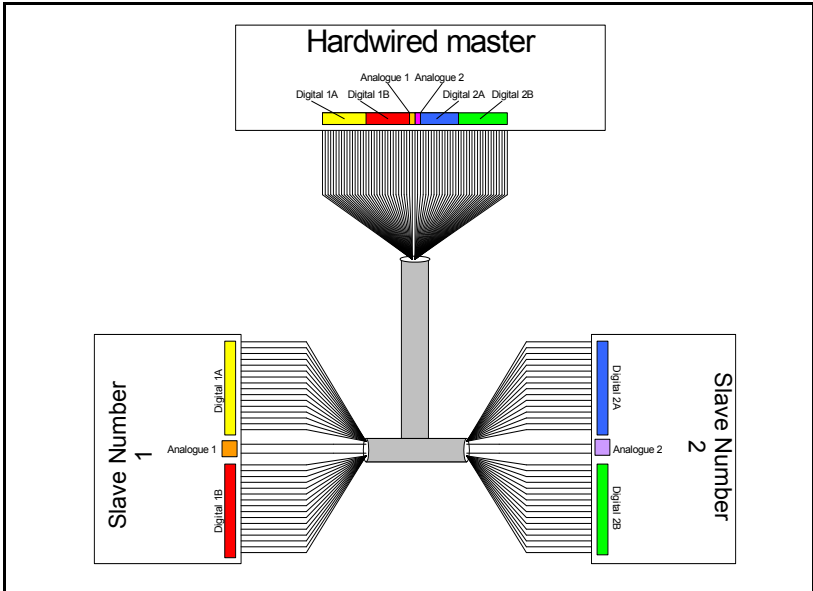 Hardwired master
Analogue 1 Analogue 2
Digital 1A Digital 1B Digital 2A Digital 2B
Slave Number
1
Digital 1A
Analogue 1
Digital 1B
Digital 2A
Analogue 2
Digital 2B
Slave Number
2